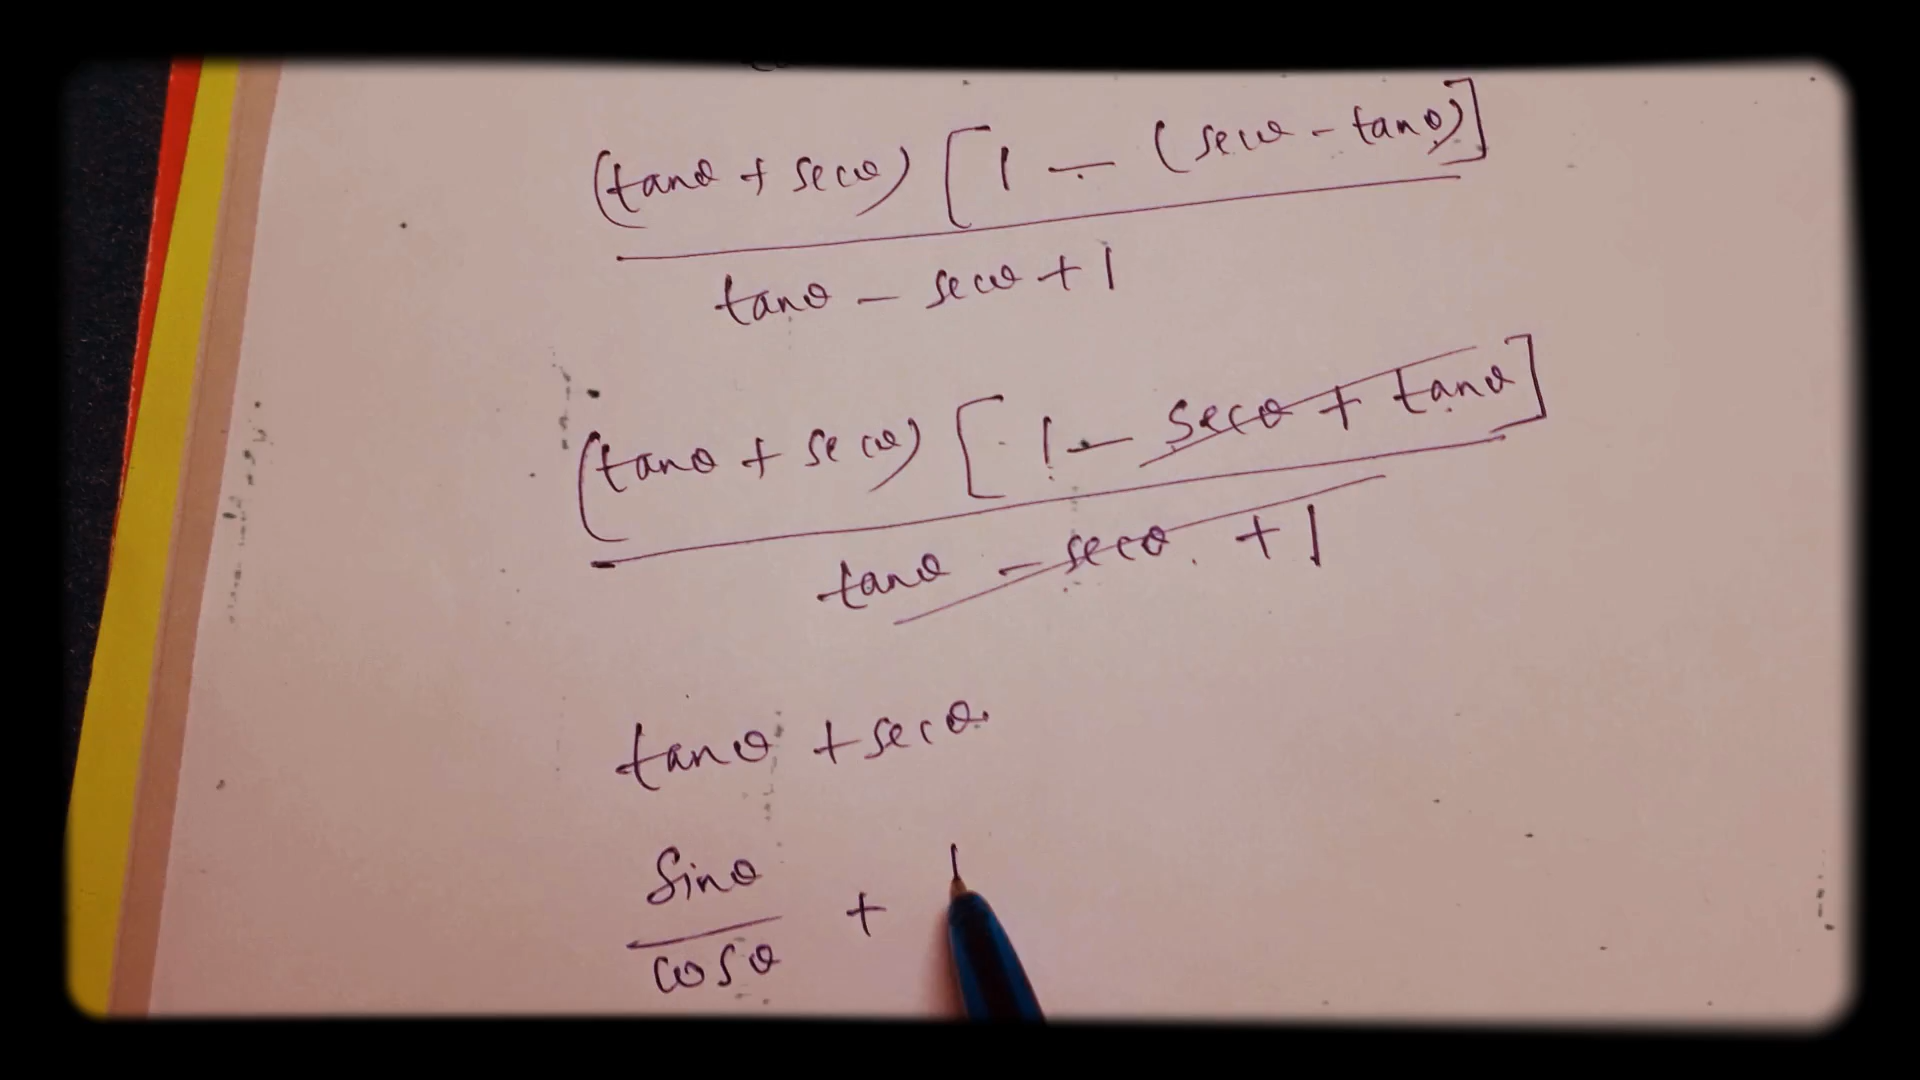 (tanθ + secθ) [1 - (secθ - tanθ)]
tanθ - secθ + 1
(tanθ + secθ) [1 - secθ + tanθ]
tanθ - secθ + 1
tanθ + secθ
sinθ + 1
cosθ